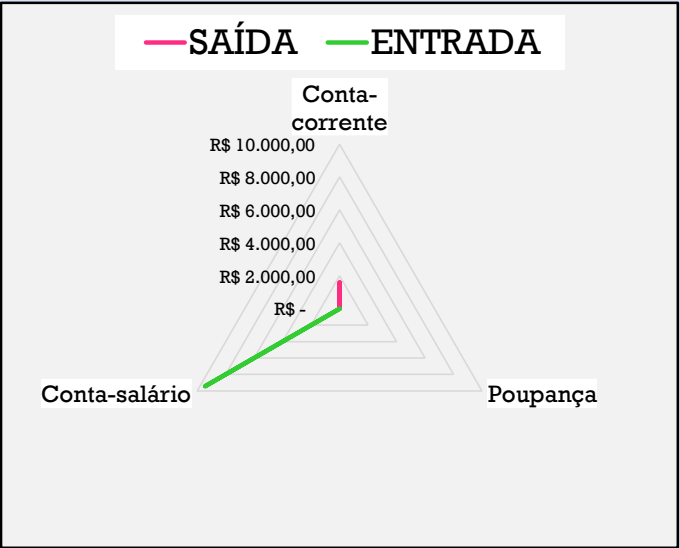 SAÍDA ENTRADA
Conta-
corrente
R$ 10.000,00
R$ 8.000,00
R$ 6.000,00
R$ 4.000,00
R$ 2.000,00
R$ -
Conta-salário
Poupança